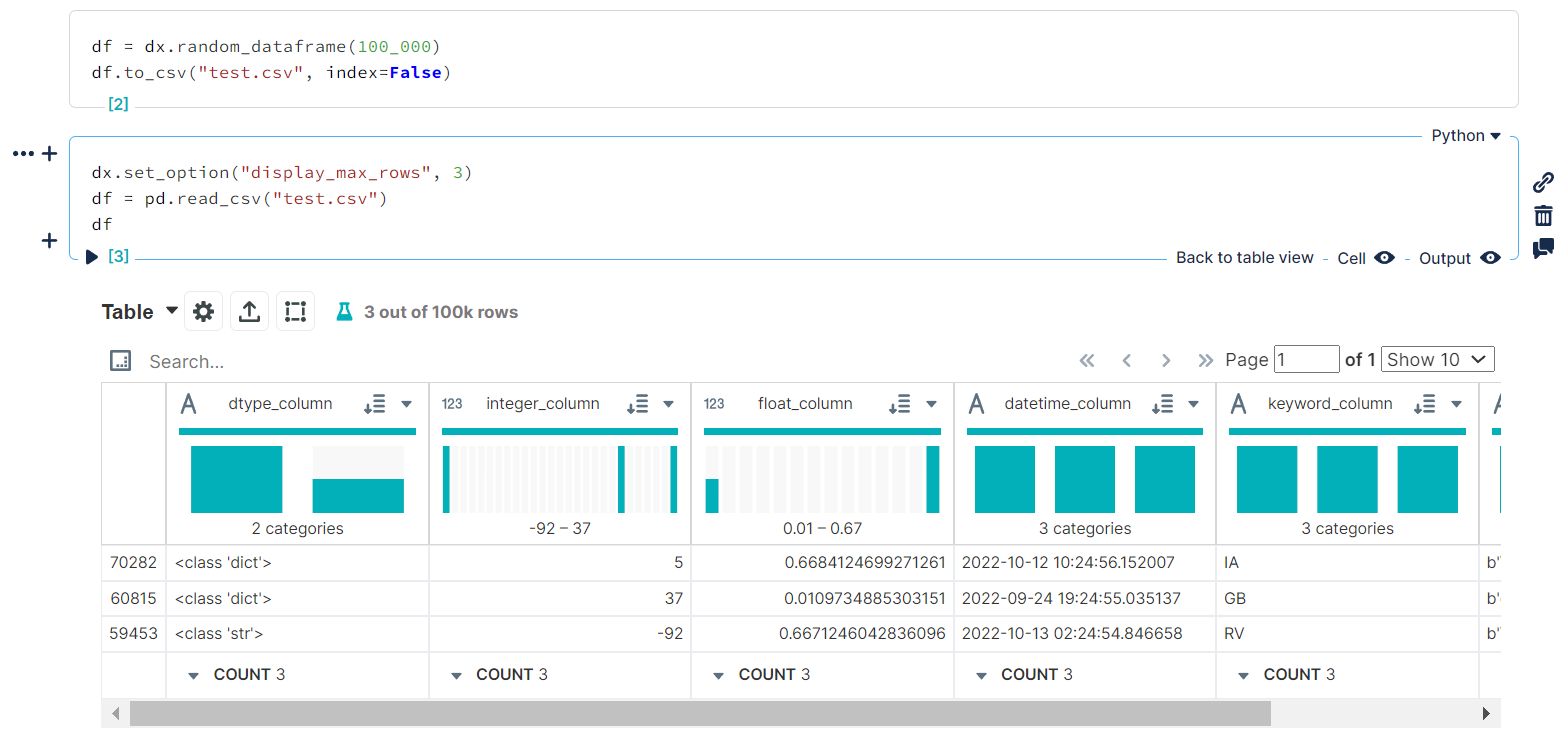 df = dx.random_dataframe(100_000)
df.to_csv("test.csv", index=False)
[2]
Python
dx.set_option("display_max_rows", 3)
df = pd.read_csv("test.csv")
df
[3]
Back to table view - Cell - Output
Table 3 out of 100k rows
Search... Page 1 of 1 Show 10
A dtype_column 123 integer_column 123 float_column A datetime_column A keyword_column A
2 categories -92 – 37 0.01 – 0.67 3 categories 3 categories
70282 <class 'dict'> 5 0.6684124699271261 2022-10-12 10:24:56.152007 IA b'
60815 <class 'dict'> 37 0.0109734885303151 2022-09-24 19:24:55.035137 GB b'
59453 <class 'str'> -92 0.6671246042836096 2022-10-13 02:24:54.846658 RV b'
COUNT 3 COUNT 3 COUNT 3 COUNT 3 COUNT 3